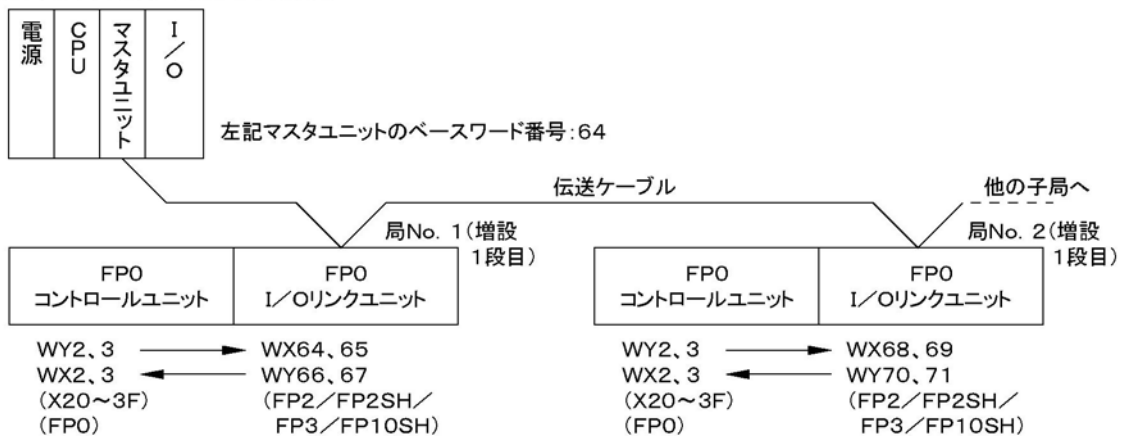 電源
CPU
マスタユニット
I/O
左記マスタユニットのベースワード番号:64
伝送ケーブル
他の子局へ
局No. 1(増設
1段目)
FP0
コントロールユニット
FP0
I/Oリンクユニット
WY2、3
WX64、65
WX2、3
WY66、67
(X20~3F)
(FP2/FP2SH/
(FP0)
FP3/FP10SH)
局No. 2(増設
1段目)
FP0
コントロールユニット
FP0
I/Oリンクユニット
WY2、3
WX68、69
WX2、3
WY70、71
(X20~3F)
(FP2/FP2SH/
(FP0)
FP3/FP10SH)